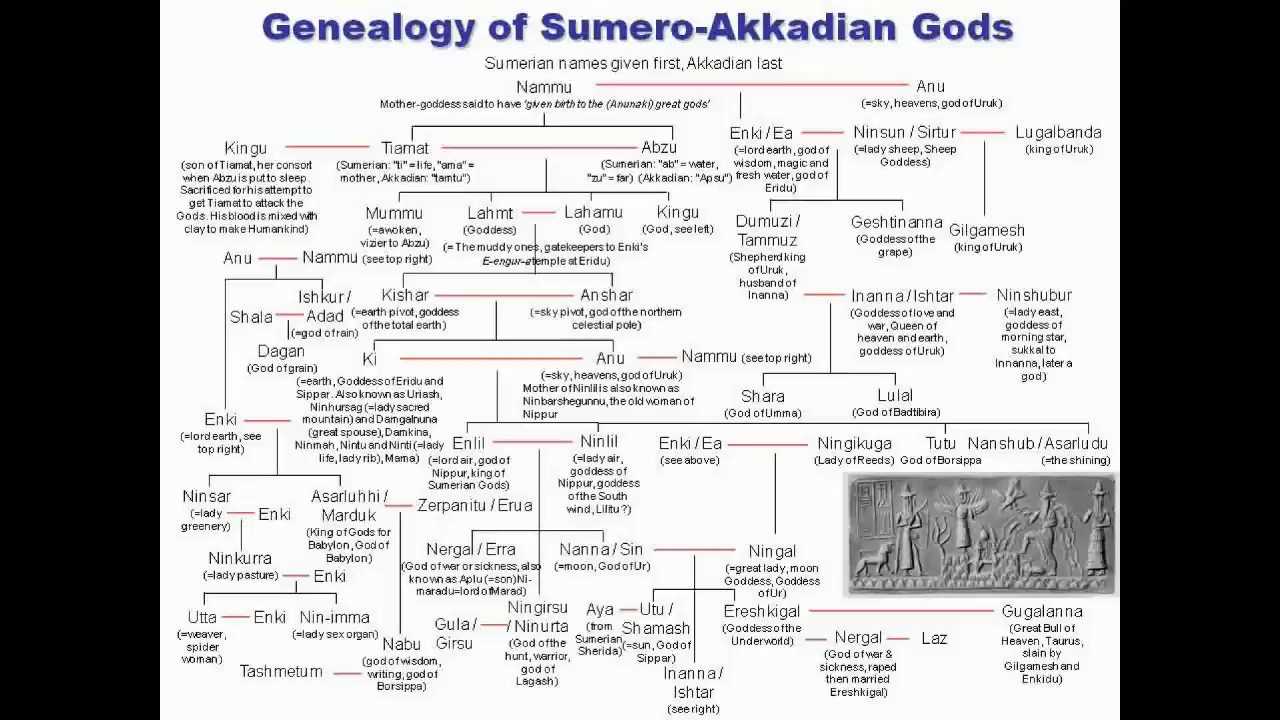 Genealogy of Sumero-Akkadian Gods
Sumerian names given first, Akkadian last
Nammu
Mother-goddess said to have 'given birth to the (Anunaki) great gods'
Anu
(=sky, heavens, god of Uruk)
Kingu
(son of Tiamat, her consort
when Abzu is put to sleep.
Sacrificed for his attempt to
get Tiamat to attack the
Gods. His blood is mixed with
clay to make Humankind)
Tiamat
(Sumerian: "ti" = life, "ama" =
mother, Akkadian: "tamtu")
Abzu
(Sumerian: "ab" = water,
"zu" = far) (Akkadian: "Apsu")
Enki / Ea
(=lord earth, god of
wisdom, magic and
fresh water, god of
Eridu)
Ninsun / Sirtur
(=lady sheep, Sheep
Goddess)
Lugalbanda
(king of Uruk)
Mummu
(=awoken,
vizier to Abzu)
Lahmt
(Goddess)
Lahamu
(God)
Kingu
(God, see left)
(= The muddy ones, gatekeepers to Enki's
E-engur-a temple at Eridu)
Dumuzi /
Tammuz
(Shepherd king
of Uruk,
husband of
Inanna)
Geshtinanna
(Goddess of the
grape)
Gilgamesh
(king of Uruk)
Anu
Nammu (see top right)
Ishkur /
Shala
Adad
(=god of rain)
Dagan
(God of grain)
Kishar
(=earth pivot, goddess
of the total earth)
Anshar
(=sky pivot, god of the northern
celestial pole)
Inanna / Ishtar
(Goddess of love and
war, Queen of
heaven and earth,
goddess of Uruk)
Ninshubur
(=lady east,
goddess of
morning star,
sukkal to
Innanna, later a
god)
Ki
(=earth, Goddess of Eridu and
Sippar. Also known as Uriash,
Ninhursag (=lady sacred
mountain) and Damgalnuna
(great spouse), Damkina,
Ninmah, Nintu and Ninti (=lady
life, lady rib), Mama)
Anu
(=sky, heavens, god of Uruk)
Mother of Ninlil is also known as
Ninbarshegunnu, the old woman of
Nippur
Nammu (see top right)
Shara
(God of Umma)
Lulal
(God of Badtibira)
Enki
(=lord earth, see
top right)
Enlil
(=lord air, god of
Nippur, king of
Sumerian Gods)
Ninlil
(=lady air,
goddess of
Nippur, goddess
of the South
wind, Lilitu?)
Enki / Ea
(see above)
Ningikuga
(Lady of Reeds)
Tutu
God of Borsippa
Nanshub / Asarludu
(=the shining)
Ninsar
(=lady
greenery)
Enki
Asarluhhi /
Marduk
(King of Gods for
Babylon, God of
Babylon)
Zerpanitu / Erua
Ninkurra
(=lady pasture)
Enki
Nergal / Erra
(God of war or sickness, also
known as Aplu (=son) Ni-
maradu=lord of Marad)
Nanna / Sin
(=moon, God of Ur)
Ningal
(=great lady, moon
Goddess, Goddess
of Ur)
Utta
(=weaver,
spider
woman)
Enki
Nin-imma
(=lady sex organ)
Nabu
(god of wisdom,
writing, god of
Borsippa)
Tashmetum
Gula /
Girsu
Ningirsu
/ Ninurta
(God of the
hunt, warrior,
god of
Lagash)
Aya
(from
Sumerian,
Sherida)
Utu /
Shamash
(=sun, God of
Sippar)
Inanna /
Ishtar
(see right)
Ereshkigal
(Goddess of the
Underworld)
Nergal
(God of war &
sickness, raped
then married
Ereshkigal)
Laz
Gugalanna
(Great Bull of
Heaven, Taurus,
slain by
Gilgamesh and
Enkidu)